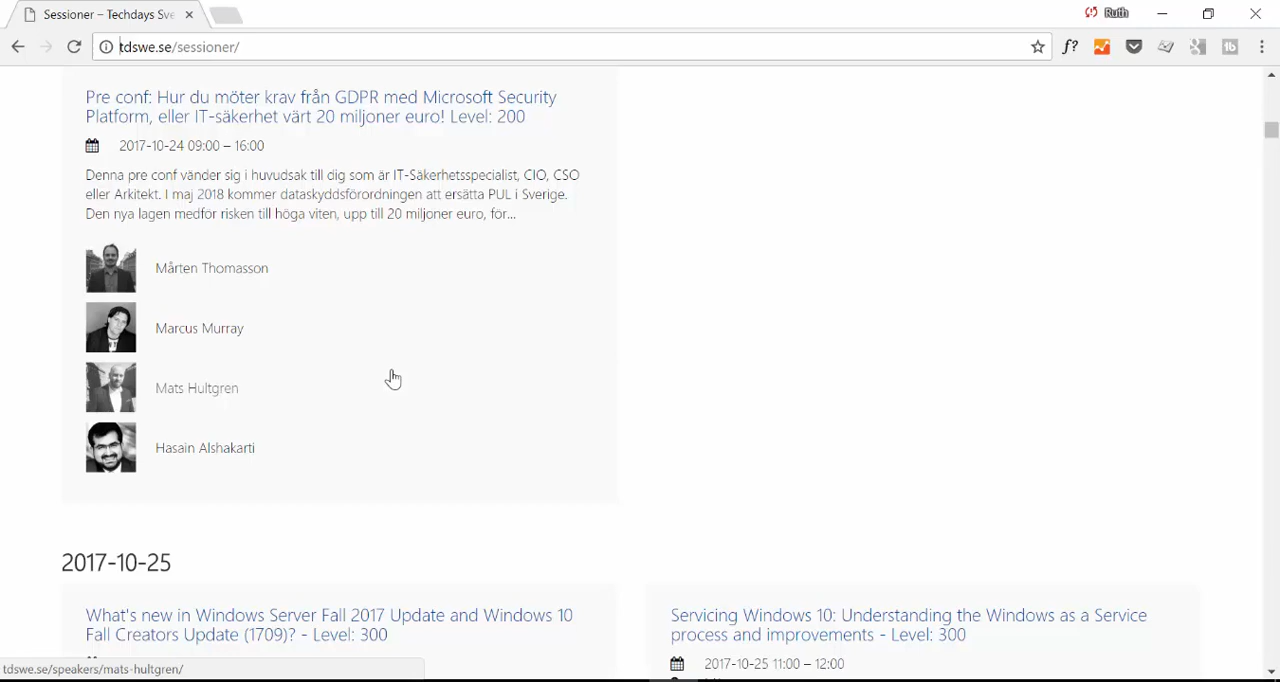 Sessioner – Techdays Sve
Ruth
tdswe.se/sessioner/
f?
Pre conf: Hur du möter krav från GDPR med Microsoft Security
Platform, eller IT-säkerhet värt 20 miljoner euro! Level: 200
2017-10-24 09:00 – 16:00
Denna pre conf vänder sig i huvudsak till dig som är IT-Säkerhetsspecialist, CIO, CSO
eller Arkitekt. I maj 2018 kommer dataskyddsförordningen att ersätta PUL i Sverige.
Den nya lagen medför risken till höga viten, upp till 20 miljoner euro, för...
Mårten Thomasson
Marcus Murray
Mats Hultgren
Hasain Alshakarti
2017-10-25
What's new in Windows Server Fall 2017 Update and Windows 10
Fall Creators Update (1709)? - Level: 300
Servicing Windows 10: Understanding the Windows as a Service
process and improvements - Level: 300
2017-10-25 11:00 – 12:00
tdswe.se/speakers/mats-hultgren/